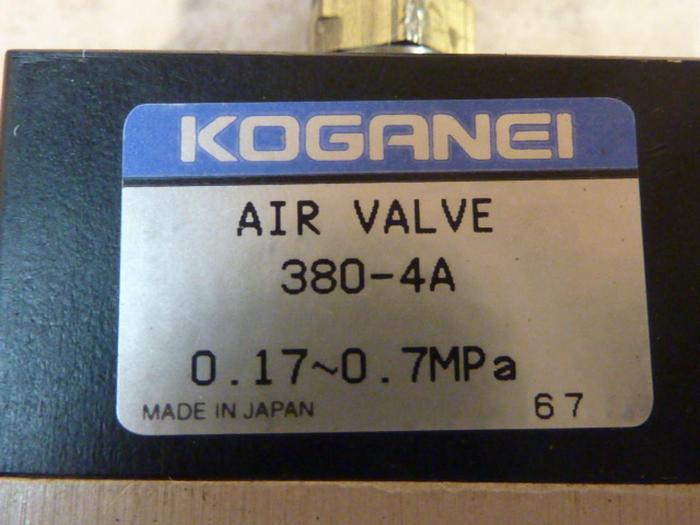 KOGANEI
AIR VALVE
380-4A
0.17~0.7MPa
MADE IN JAPAN 67